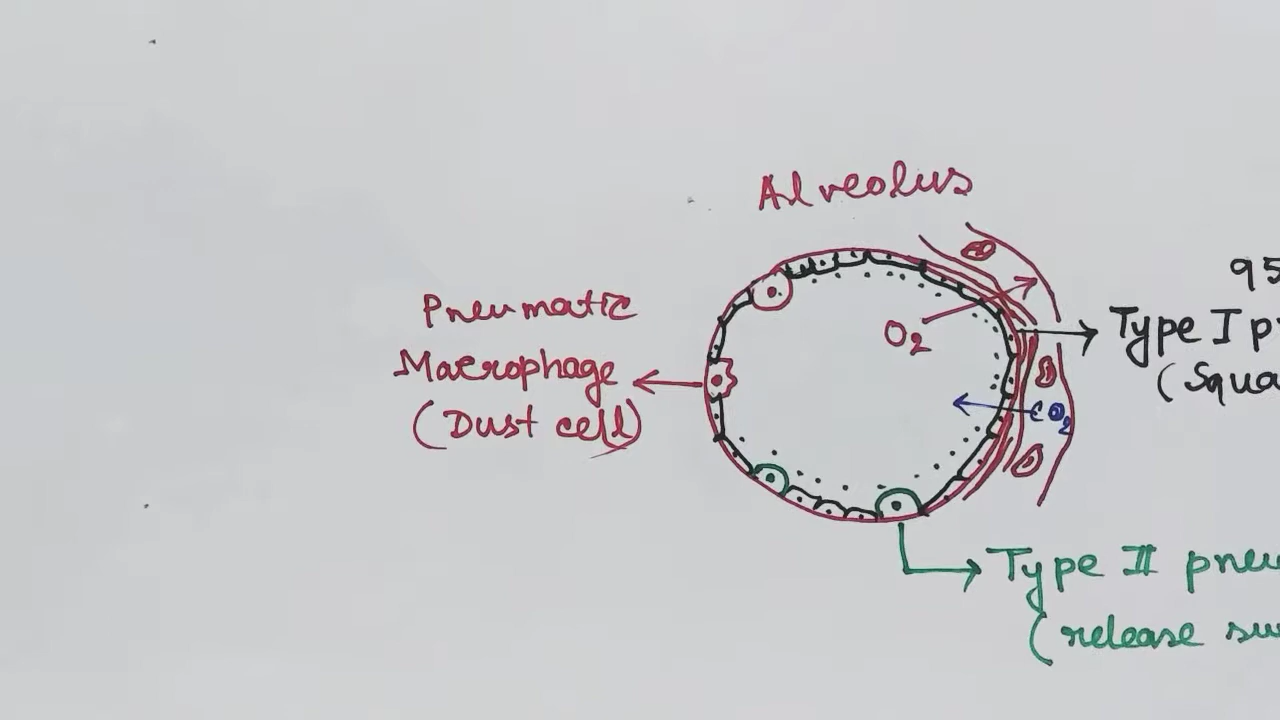 Alveolus
Pneumatic
Macrophage
(Dust cell)
O2
CO2
95
Type I p
(Squa
Type II pneu
(release su